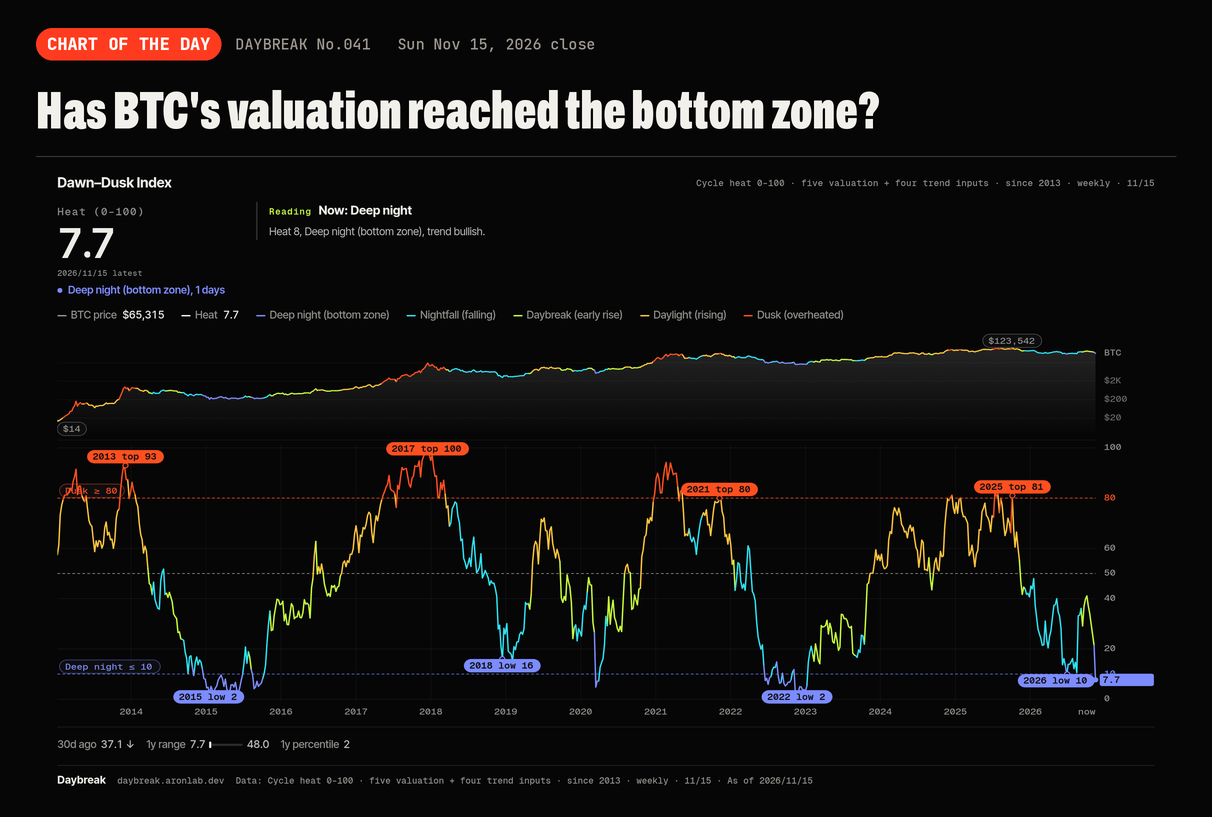 CHART OF THE DAY DAYBREAK No.041 Sun Nov 15, 2026 close
Has BTC's valuation reached the bottom zone?
Dawn–Dusk Index
Cycle heat 0–100 · five valuation + four trend inputs · since 2013 · weekly · 11/15
Heat (0–100)
7.7
2026/11/15 latest
Deep night (bottom zone), 1 days
Reading Now: Deep night
Heat 8, Deep night (bottom zone), trend bullish.
BTC price $65,315 Heat 7.7 Deep night (bottom zone) Nightfall (falling) Daybreak (early rise) Daylight (rising) Dusk (overheated)
$123,542
BTC
$2K
$200
$20
$14
100
2017 top 100
2013 top 93
2025 top 81
2021 top 80
Dusk ≥ 80
80
60
50
40
20
2018 low 16
Deep night ≤ 10
10
2026 low 10
7.7
2015 low 2
2022 low 2
0
2014 2015 2016 2017 2018 2019 2020 2021 2022 2023 2024 2025 2026 now
30d ago 37.1 ↓ 1y range 7.7 48.0 1y percentile 2
Daybreak daybreak.aronlab.dev Data: Cycle heat 0–100 · five valuation + four trend inputs · since 2013 · weekly · 11/15 · As of 2026/11/15